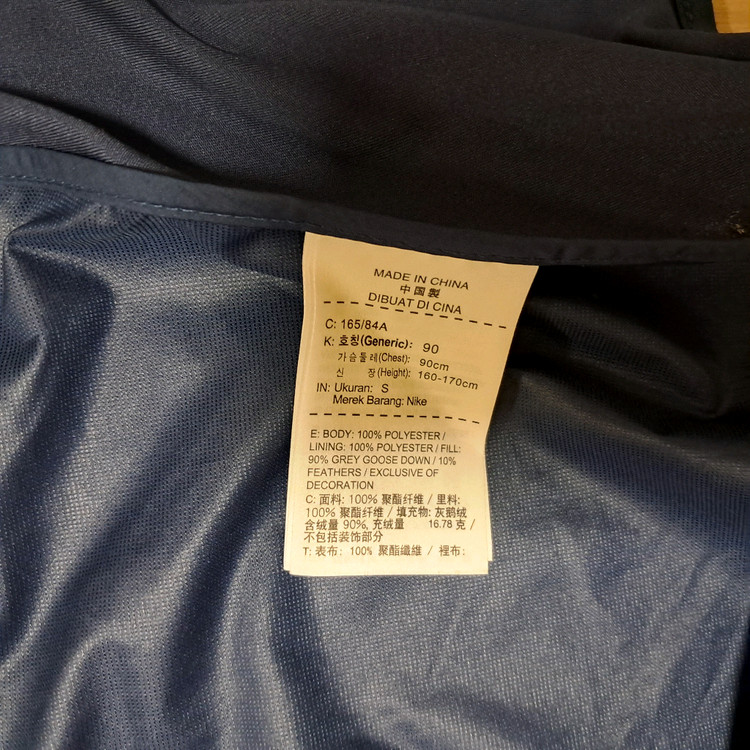 MADE IN CHINA
中国製
DIBUAT DI CINA
C: 165/84A
K: 호칭(Generic): 90
가슴둘레(Chest): 90cm
신 장(Height): 160-170cm
IN: Ukuran: S
Merek Barang: Nike
E: BODY: 100% POLYESTER /
LINING: 100% POLYESTER / FILL:
90% GREY GOOSE DOWN / 10%
FEATHERS / EXCLUSIVE OF
DECORATION
C: 面料: 100% 聚酯纤维 / 里料:
100% 聚酯纤维 / 填充物: 灰鹅绒
含绒量 90%, 充绒量 16.78 克 /
不包括装饰部分
T: 表布: 100% 聚酯纖維 / 裡布: